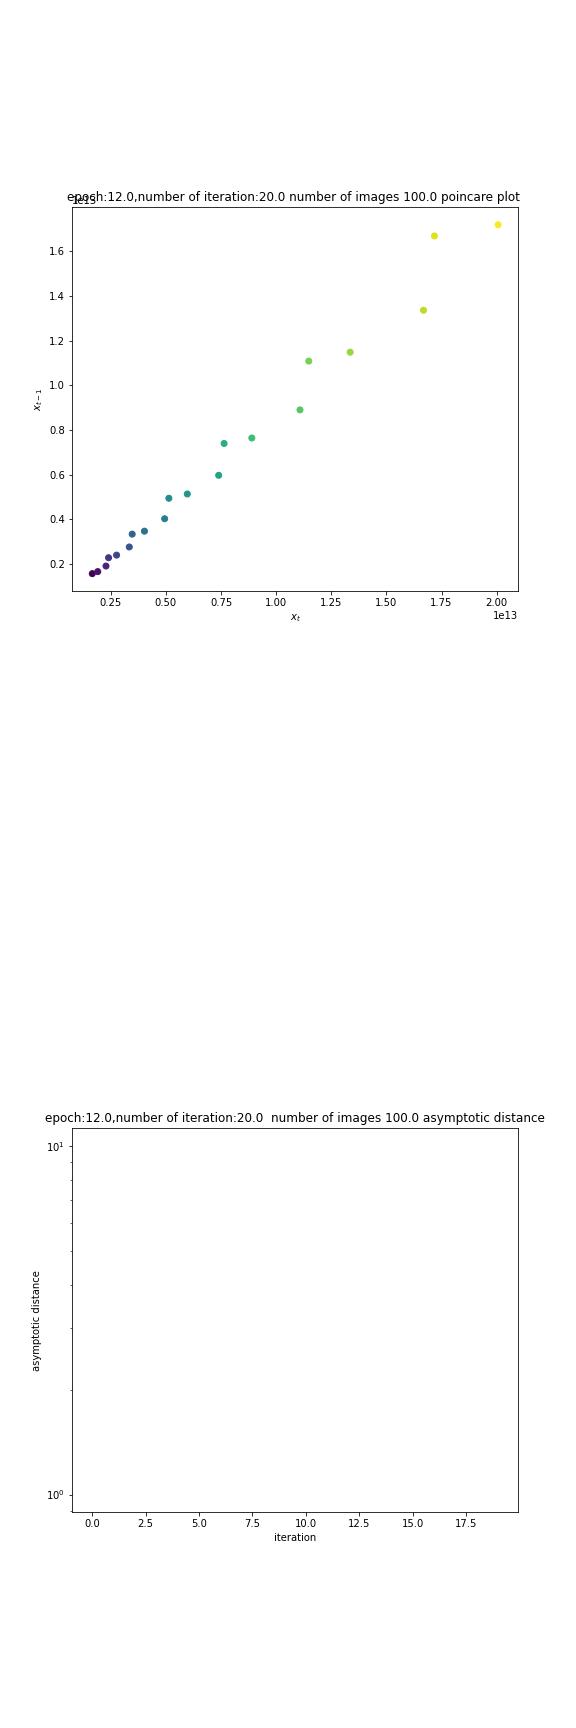 epoch:12.0,number of iteration:20.0 number of images 100.0 poincare plot
1e13
1.6
1.4
1.2
1.0
0.8
0.6
0.4
0.2
x_{t−1}
0.25 0.50 0.75 1.00 1.25 1.50 1.75 2.00
x_t
1e13
epoch:12.0,number of iteration:20.0  number of images 100.0 asymptotic distance
10^1
10^0
asymptotic distance
0.0 2.5 5.0 7.5 10.0 12.5 15.0 17.5
iteration